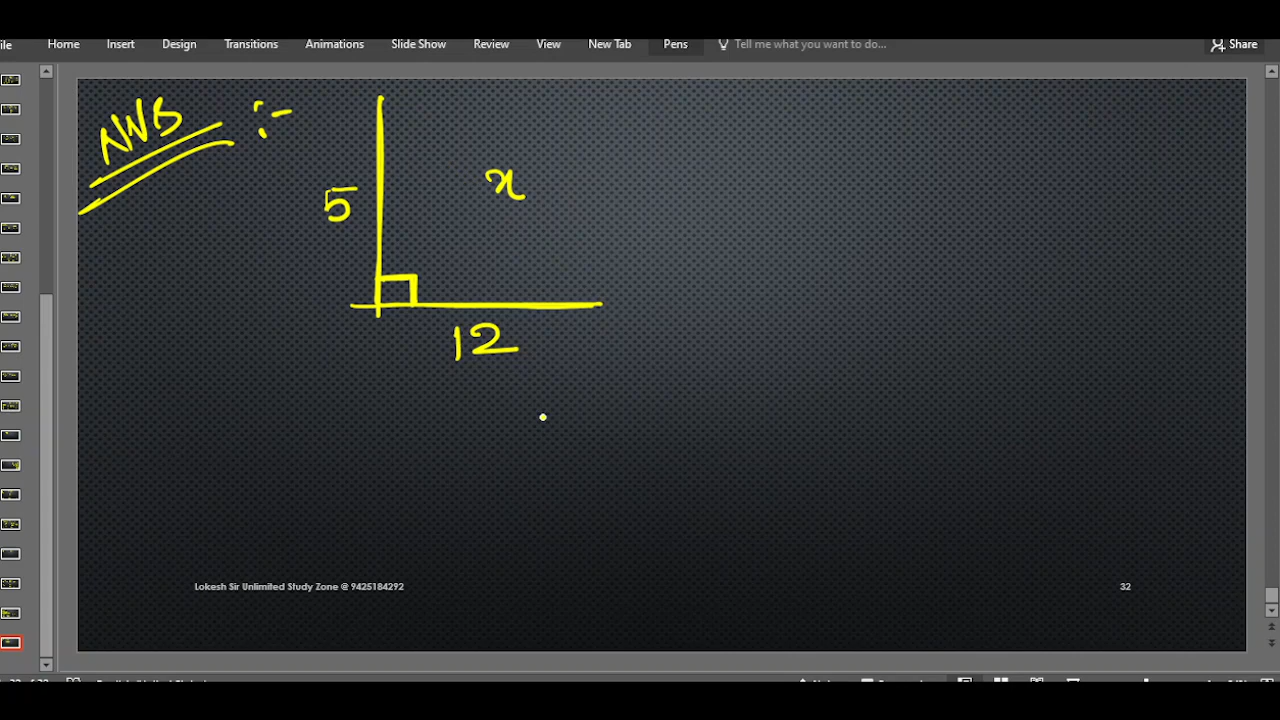 ile Home Insert Design Transitions Animations Slide Show Review View New Tab Pens Tell me what you want to do... Share
NWB :-
x
5
12
Lokesh Sir Unlimited Study Zone @ 9425184292 32